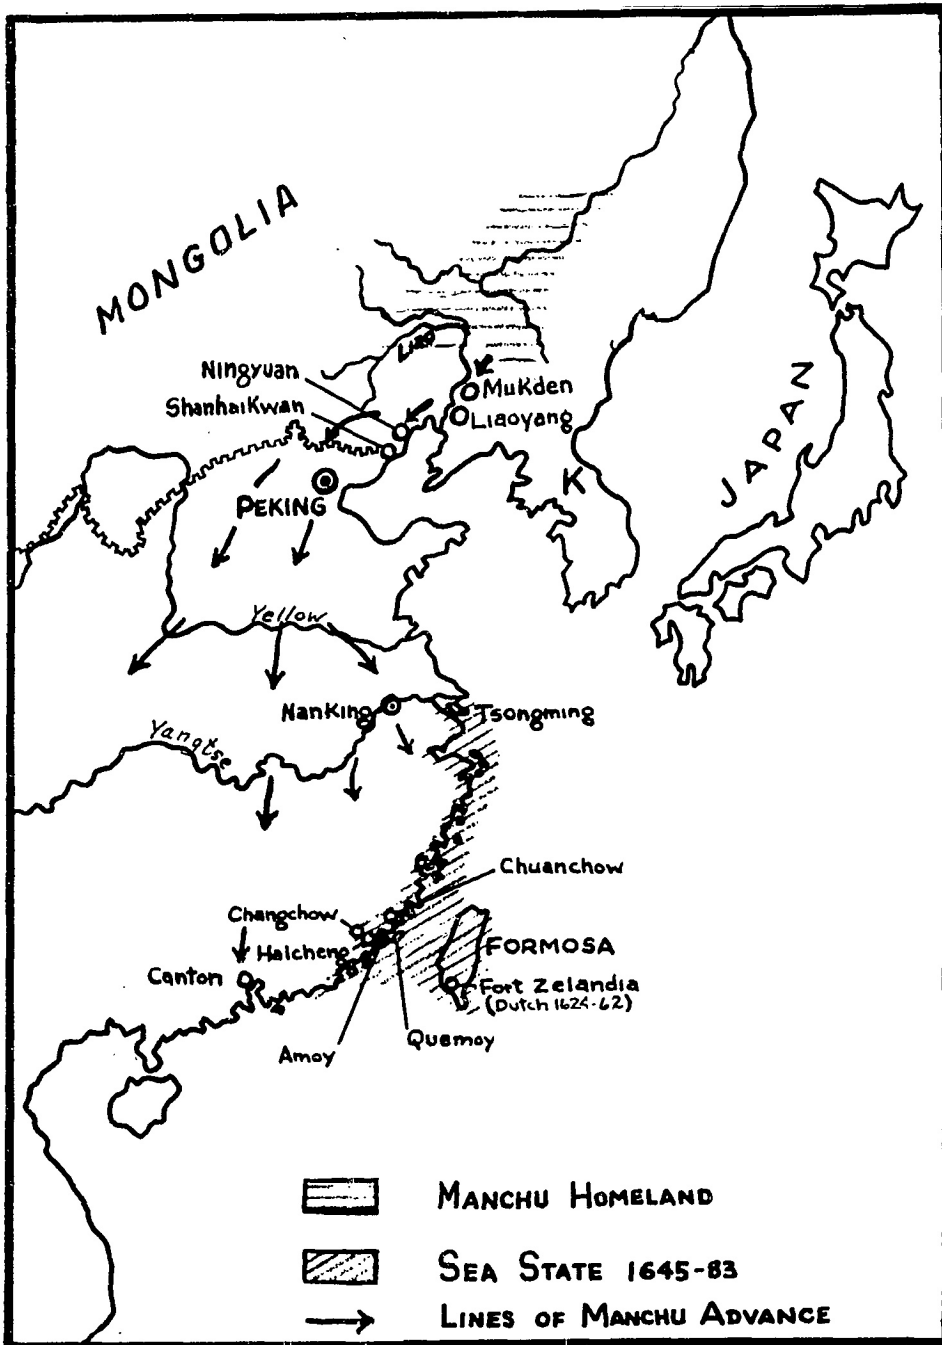 MONGOLIA
Liao
Ningyuan
MuKden
ShanhaiKwan
Liaoyang
JAPAN
K
PEKING
Yellow
NanKing
Tsongming
Yangtse
Chuanchow
Changchow
Haicheng
FORMOSA
Canton
Fort Zelandia
(Dutch 1624-62)
Quemoy
Amoy
MANCHU HOMELAND
SEA STATE 1645-83
LINES OF MANCHU ADVANCE